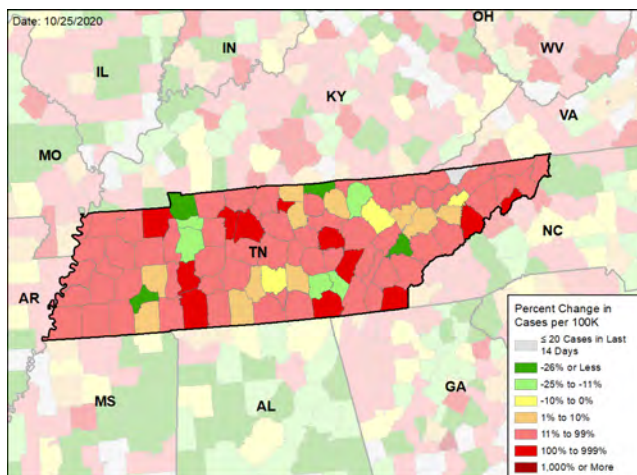 Date: 10/25/2020
OH
IN
WV
IL
KY
VA
MO
TN
NC
AR
MS
AL
GA
Percent Change in
Cases per 100K
≤ 20 Cases in Last
14 Days
-26% or Less
-25% to -11%
-10% to 0%
1% to 10%
11% to 99%
100% to 999%
1,000% or More